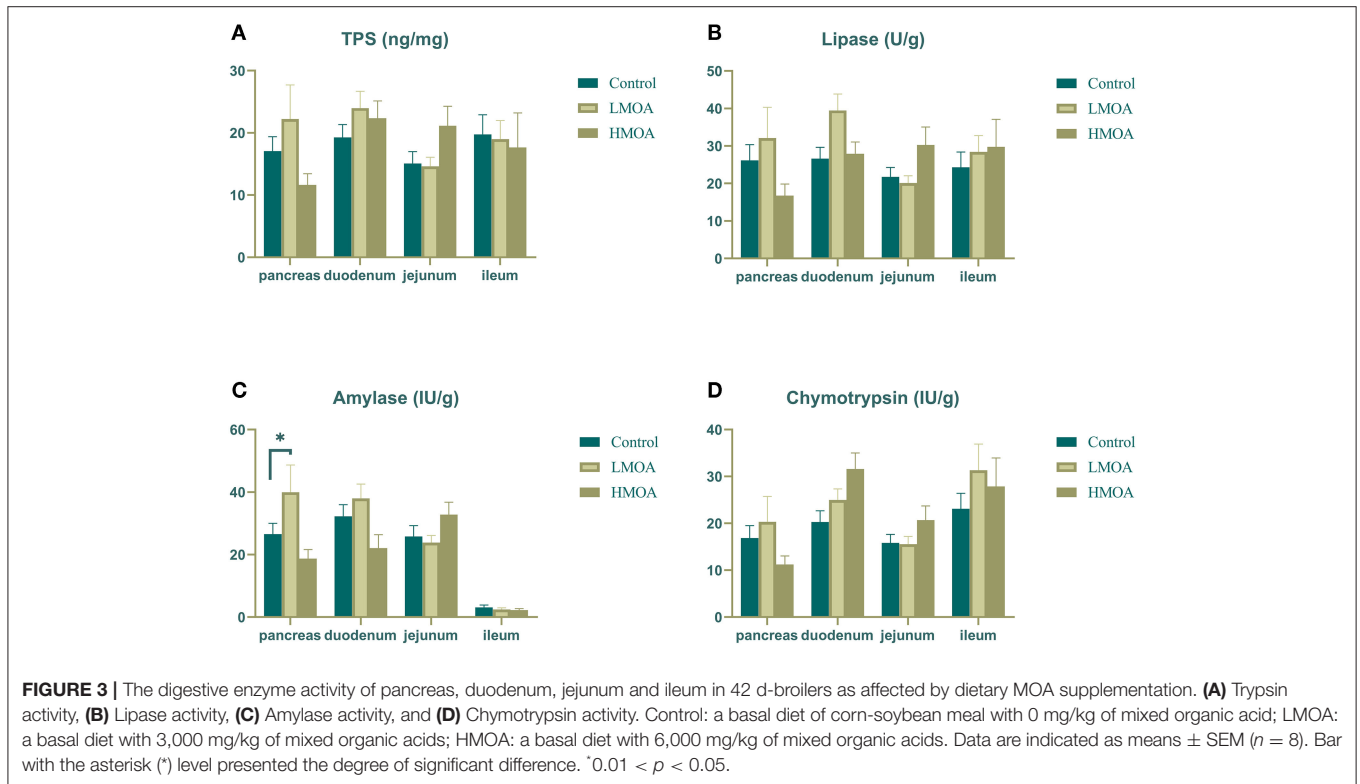 A
TPS (ng/mg)
30
20
10
0
pancreas duodenum jejunum ileum
Control
LMOA
HMOA
B
Lipase (U/g)
50
40
30
20
10
0
pancreas duodenum jejunum ileum
Control
LMOA
HMOA
C
Amylase (IU/g)
60
40
20
0
*
pancreas duodenum jejunum ileum
Control
LMOA
HMOA
D
Chymotrypsin (IU/g)
40
30
20
10
0
pancreas duodenum jejunum ileum
Control
LMOA
HMOA
FIGURE 3 | The digestive enzyme activity of pancreas, duodenum, jejunum and ileum in 42 d-broilers as affected by dietary MOA supplementation. (A) Trypsin
activity, (B) Lipase activity, (C) Amylase activity, and (D) Chymotrypsin activity. Control: a basal diet of corn-soybean meal with 0 mg/kg of mixed organic acid; LMOA:
a basal diet with 3,000 mg/kg of mixed organic acids; HMOA: a basal diet with 6,000 mg/kg of mixed organic acids. Data are indicated as means ± SEM (n = 8). Bar
with the asterisk (*) level presented the degree of significant difference. *0.01 < p < 0.05.